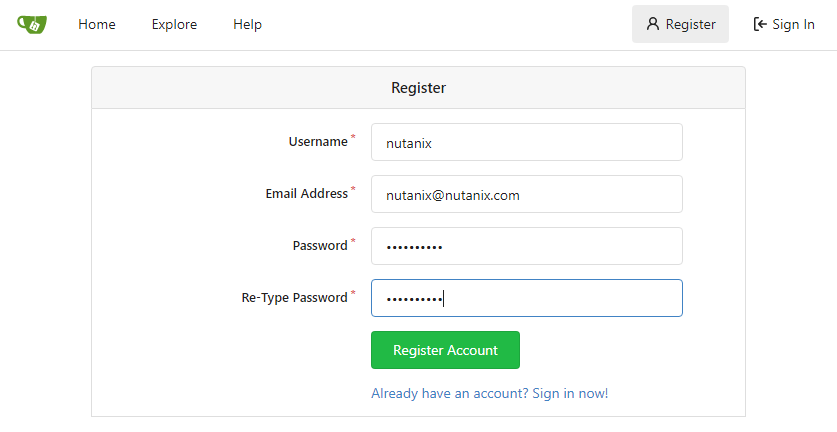 Home Explore Help Register Sign In
Register
Username *
nutanix
Email Address *
nutanix@nutanix.com
Password *
••••••••••
Re-Type Password *
••••••••••
Register Account
Already have an account? Sign in now!